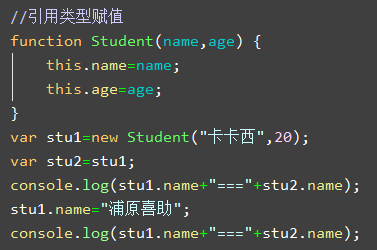 //引用类型赋值
function Student(name,age) {
    this.name=name;
    this.age=age;
}
var stu1=new Student("卡卡西",20);
var stu2=stu1;
console.log(stu1.name+"==="+stu2.name);
stu1.name="浦原喜助";
console.log(stu1.name+"==="+stu2.name);